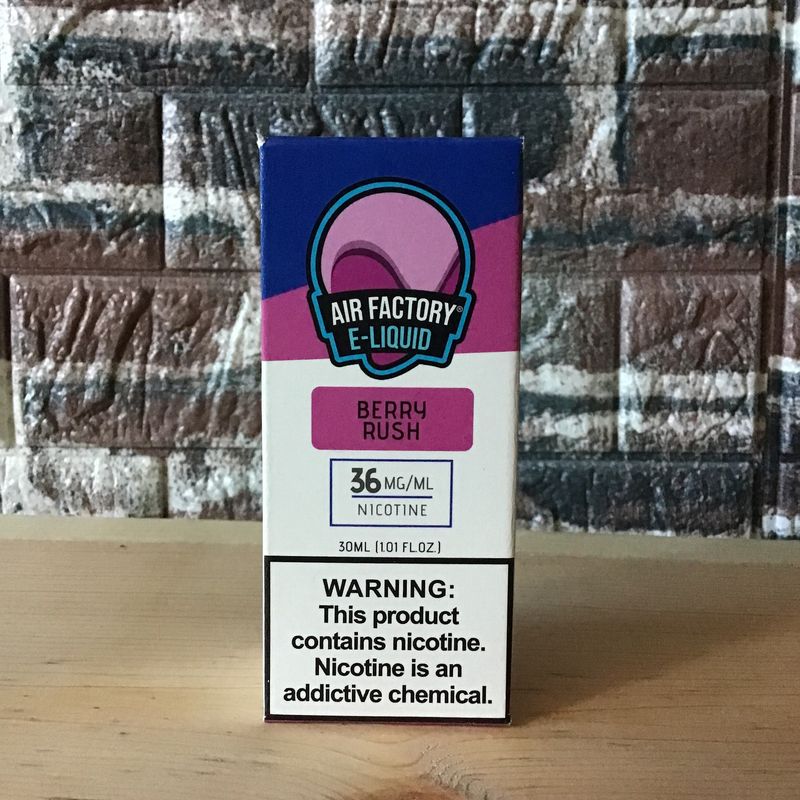 AIR FACTORY®
E-LIQUID
BERRY
RUSH
36 MG/ML
NICOTINE
30ML (1.01 FL.OZ.)
WARNING:
This product
contains nicotine.
Nicotine is an
addictive chemical.